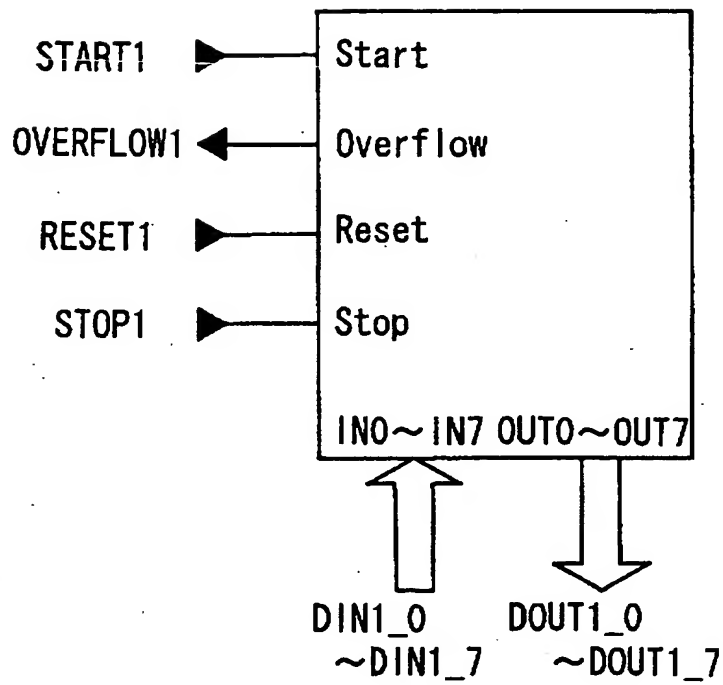 START1 Start
OVERFLOW1 Overflow
RESET1 Reset
STOP1 Stop
IN0～IN7 OUT0～OUT7
DIN1_0 DOUT1_0
～DIN1_7 ～DOUT1_7